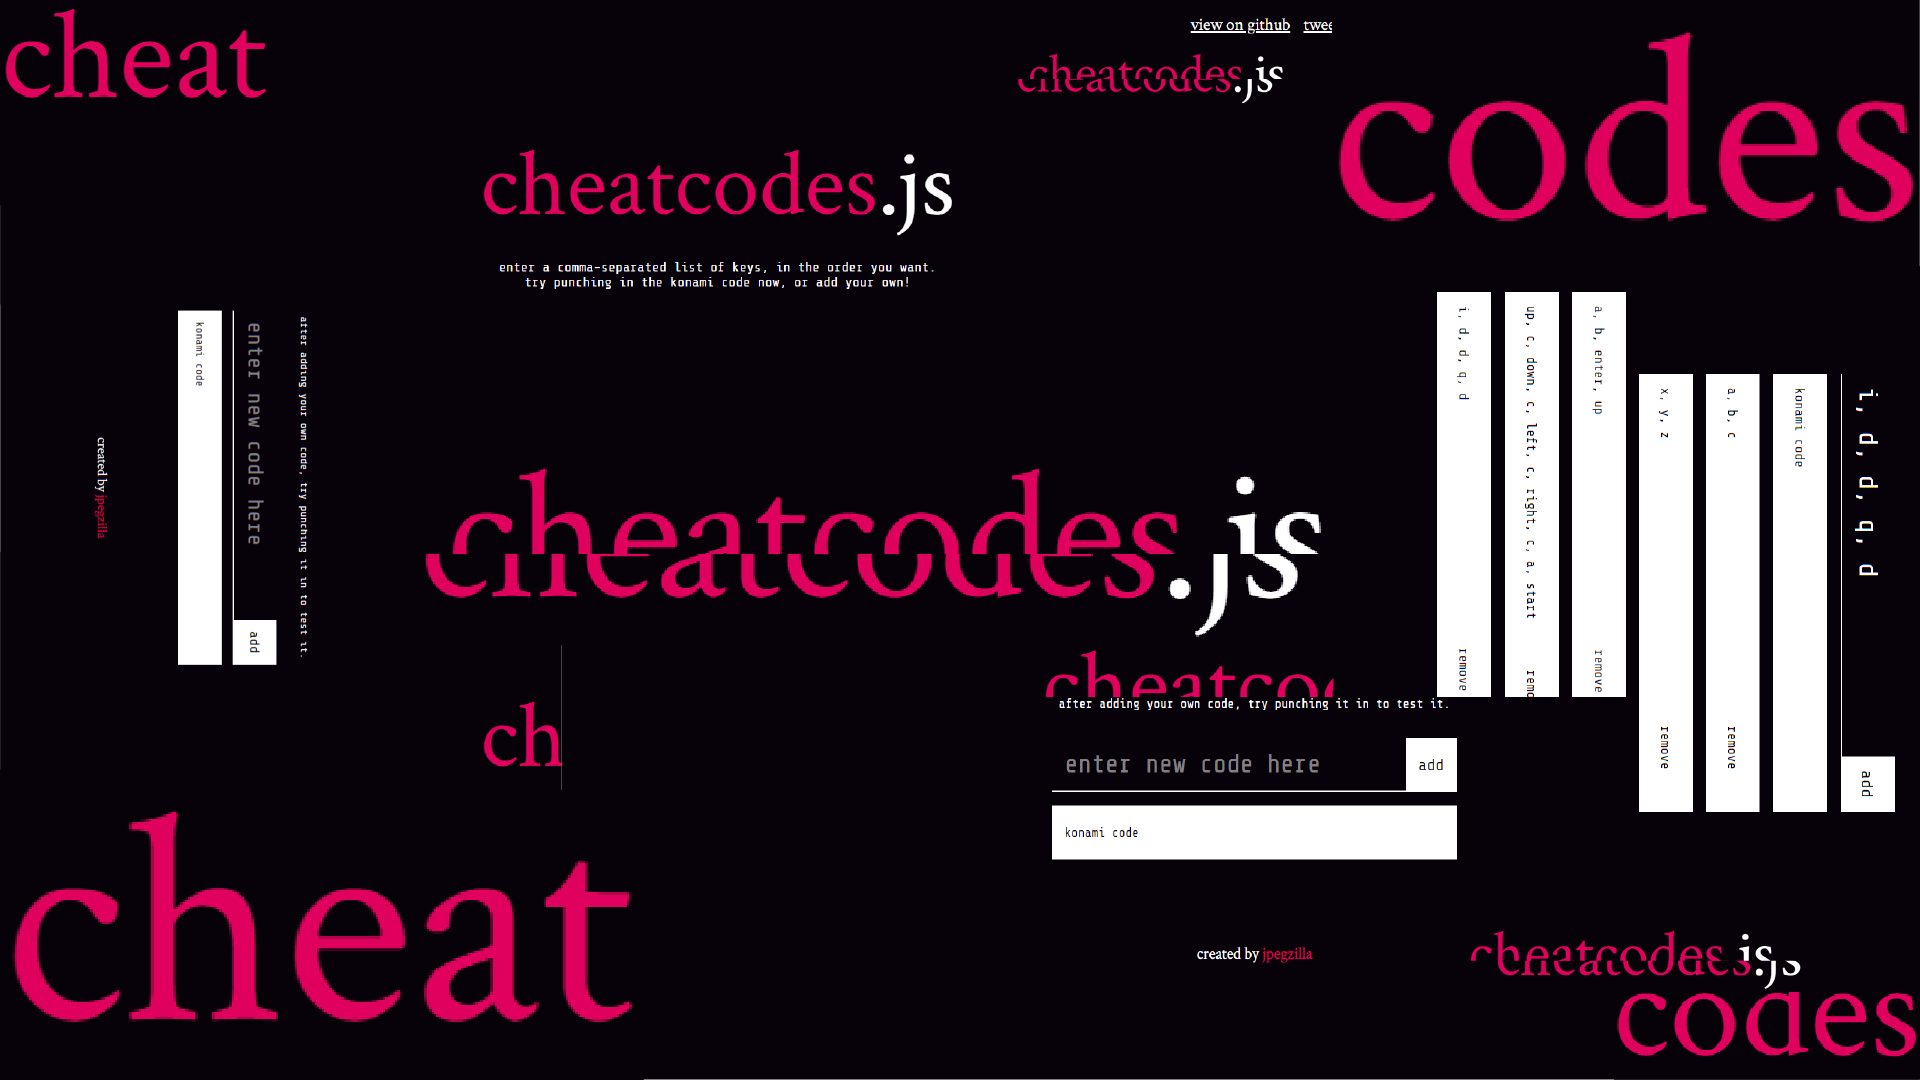 cheat
view on github twee
cheatcodes.js
codes
cheatcodes.js
enter a comma-separated list of keys, in the order you want.
try punching in the konami code now, or add your own!
after adding your own code, try punching it in to test it.
enter new code here
add
konami code
created by jpegzilla
cheatcodes.js
i, d, d, q, d
add
konami code
a, b, c
remove
x, y, z
remove
a, b, enter, up
remove
up, c, down, c, left, c, right, c, a, start
remo
i, d, d, q, d
remove
ch
cheatco
after adding your own code, try punching it in to test it.
enter new code here
add
konami code
cheat
created by jpegzilla
cheatcodes.js
codes